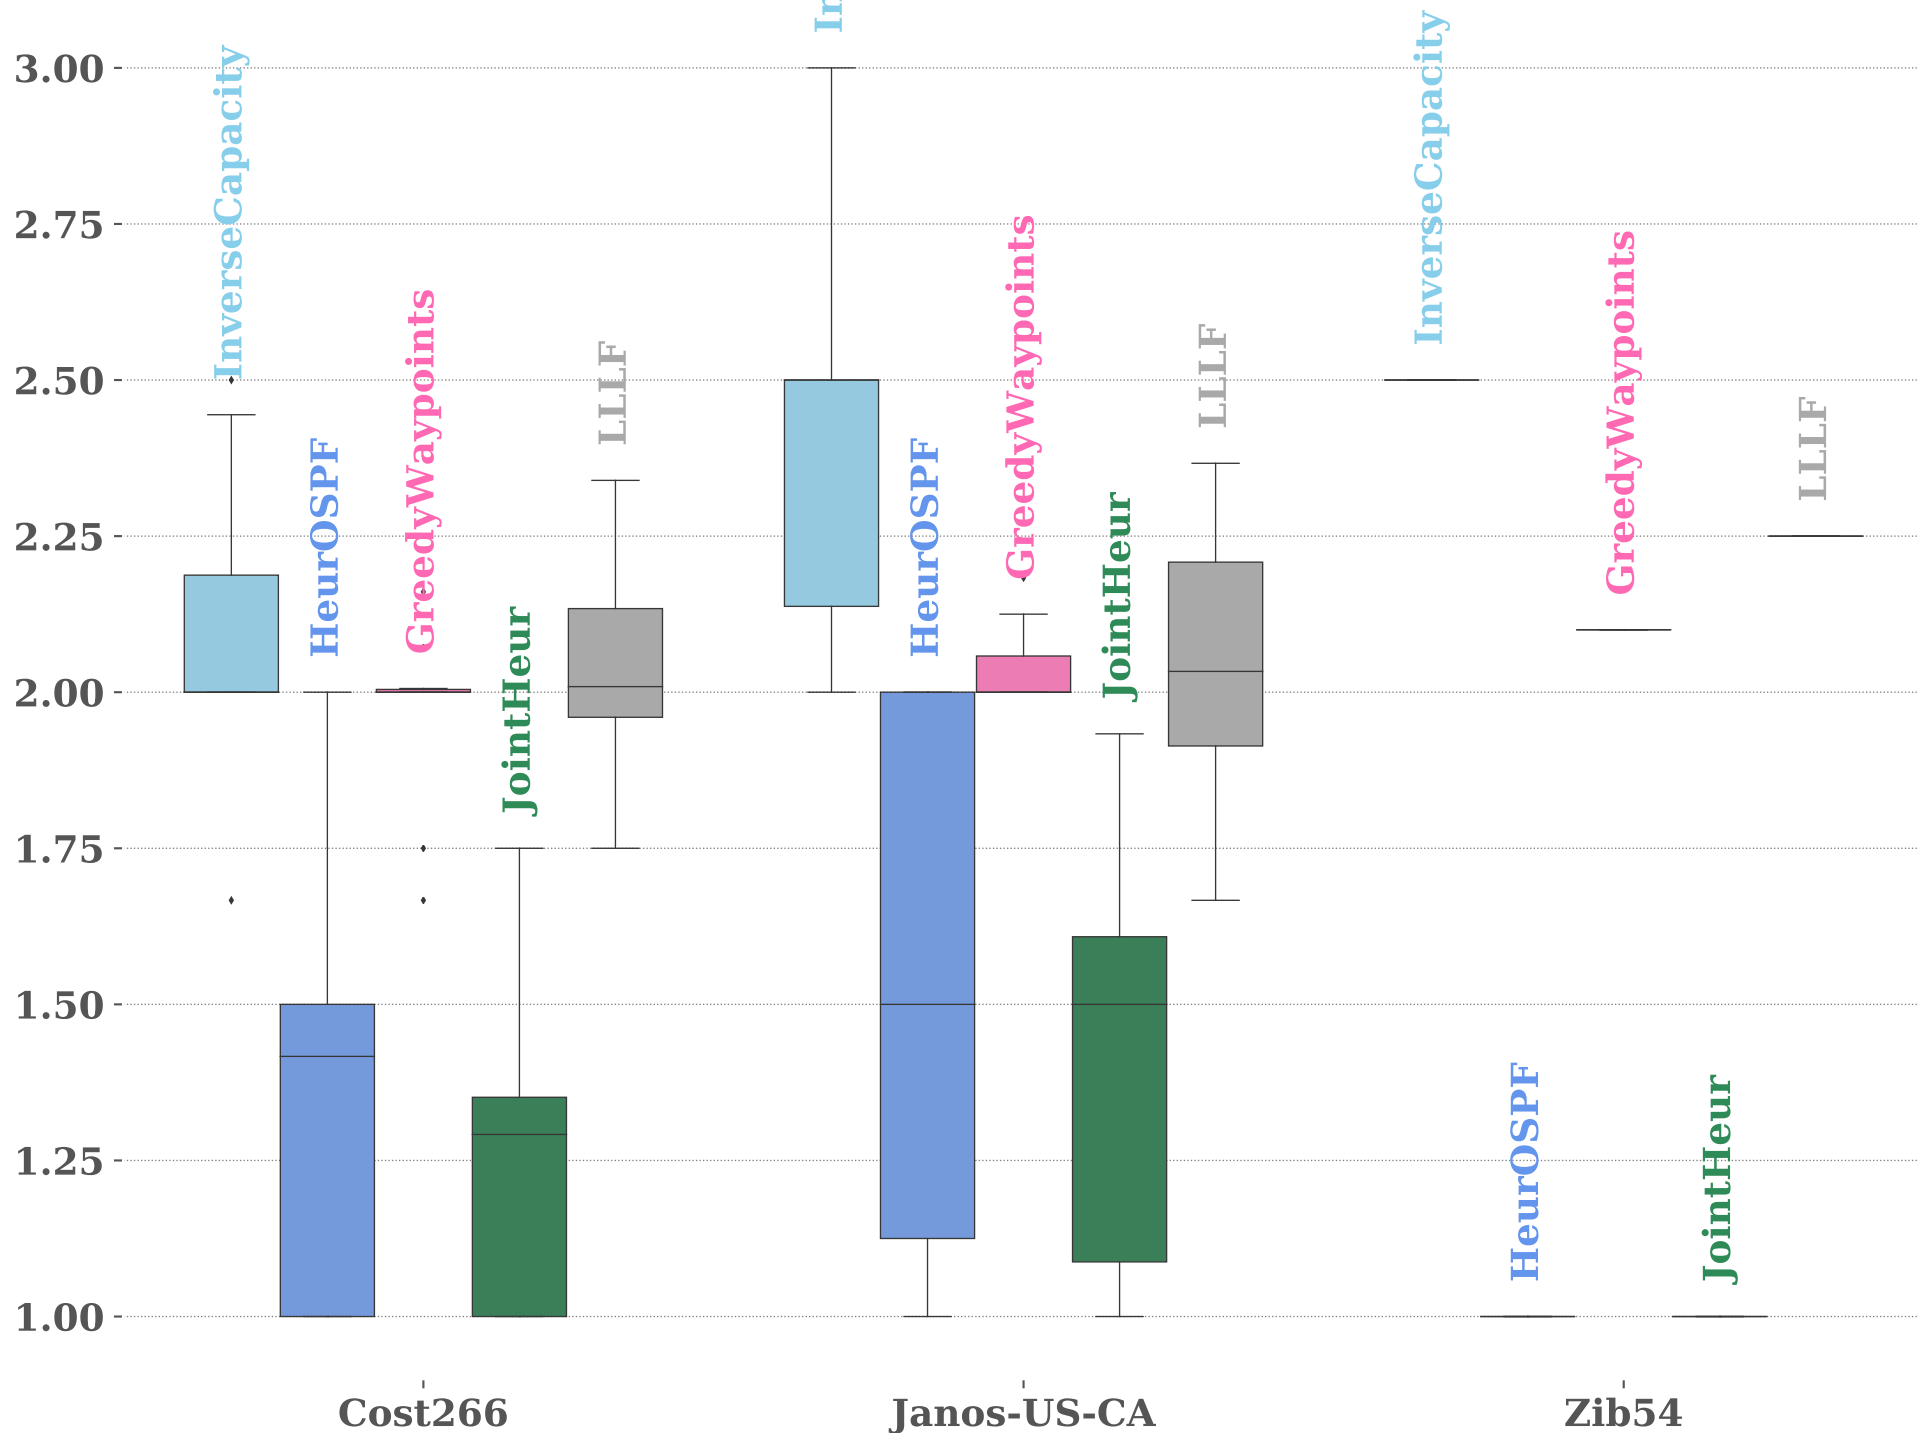 3.00
2.75
2.50
2.25
2.00
1.75
1.50
1.25
1.00
InverseCapacity
HeurOSPF
GreedyWaypoints
JointHeur
LLLF
HeurOSPF
GreedyWaypoints
JointHeur
LLLF
InverseCapacity
HeurOSPF
GreedyWaypoints
JointHeur
LLLF
Cost266
Janos-US-CA
Zib54